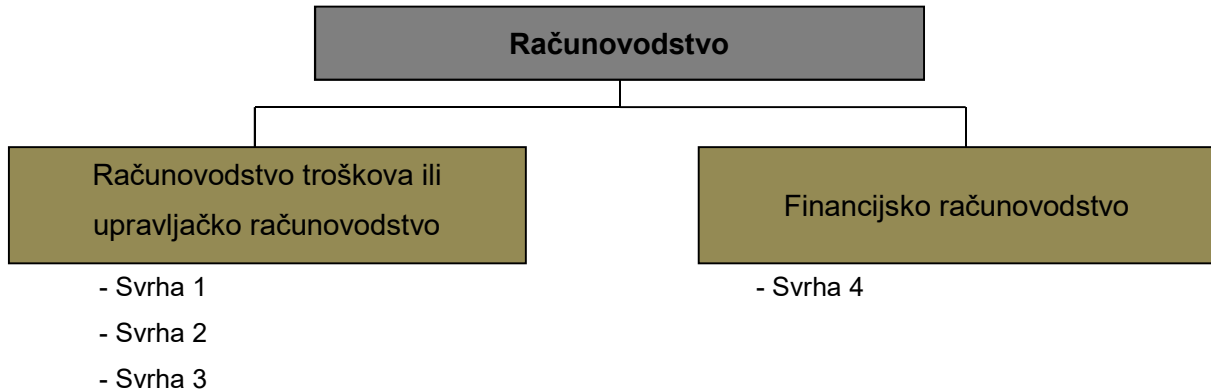 Računovodstvo
Računovodstvo troškova ili
upravljačko računovodstvo
- Svrha 1
- Svrha 2
- Svrha 3
Financijsko računovodstvo
- Svrha 4